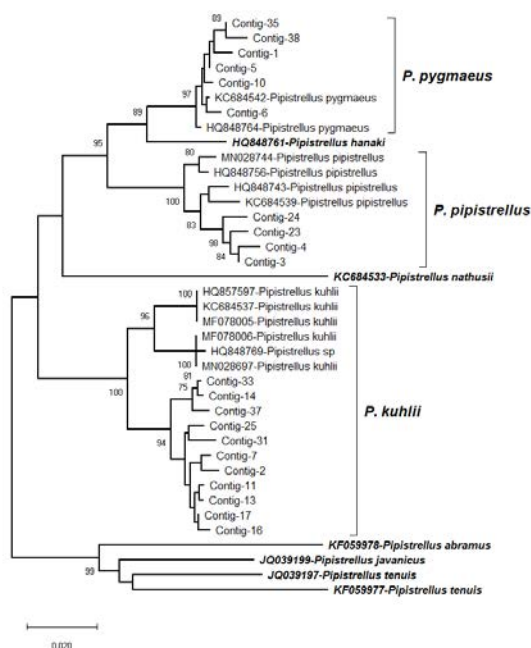 89
Contig-35
Contig-38
Contig-1
Contig-5
Contig-10
97
KC684542-Pipistrellus pygmaeus
Contig-6
HQ848764-Pipistrellus pygmaeus
P. pygmaeus
89
HQ848761-Pipistrellus hanaki
95
80
MN028744-Pipistrellus pipistrellus
HQ848756-Pipistrellus pipistrellus
100
HQ848743-Pipistrellus pipistrellus
KC684539-Pipistrellus pipistrellus
83
Contig-24
Contig-23
98
Contig-4
84
Contig-3
P. pipistrellus
KC684533-Pipistrellus nathusii
100
HQ857597-Pipistrellus kuhlii
KC684537-Pipistrellus kuhlii
MF078005-Pipistrellus kuhlii
96
MF078006-Pipistrellus kuhlii
HQ848769-Pipistrellus sp
100
MN028697-Pipistrellus kuhlii
100
81
Contig-33
75
Contig-14
Contig-37
94
Contig-25
Contig-31
Contig-7
Contig-2
Contig-11
Contig-13
Contig-17
Contig-16
P. kuhlii
KF059978-Pipistrellus abramus
99
JQ039199-Pipistrellus javanicus
JQ039197-Pipistrellus tenuis
KF059977-Pipistrellus tenuis
0.020